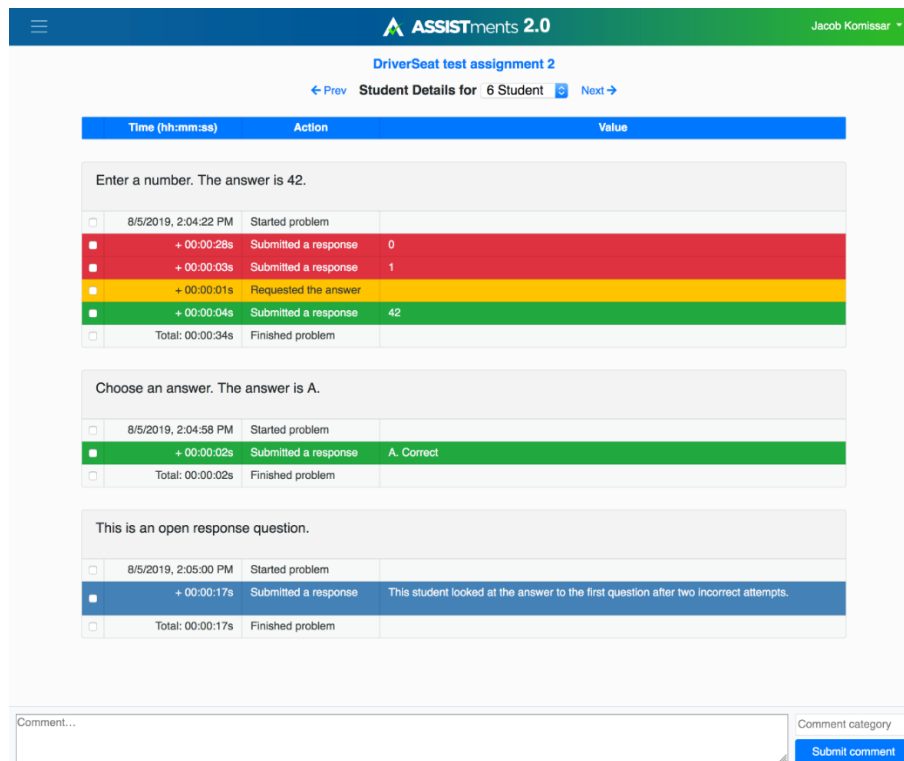 ASSISTments 2.0
Jacob Komissar
DriverSeat test assignment 2
← Prev Student Details for 6 Student Next →
Time (hh:mm:ss) Action Value
Enter a number. The answer is 42.
8/5/2019, 2:04:22 PM Started problem
+ 00:00:28s Submitted a response 0
+ 00:00:03s Submitted a response 1
+ 00:00:01s Requested the answer
+ 00:00:04s Submitted a response 42
Total: 00:00:34s Finished problem
Choose an answer. The answer is A.
8/5/2019, 2:04:58 PM Started problem
+ 00:00:02s Submitted a response A. Correct
Total: 00:00:02s Finished problem
This is an open response question.
8/5/2019, 2:05:00 PM Started problem
+ 00:00:17s Submitted a response This student looked at the answer to the first question after two incorrect attempts.
Total: 00:00:17s Finished problem
Comment...
Comment category
Submit comment